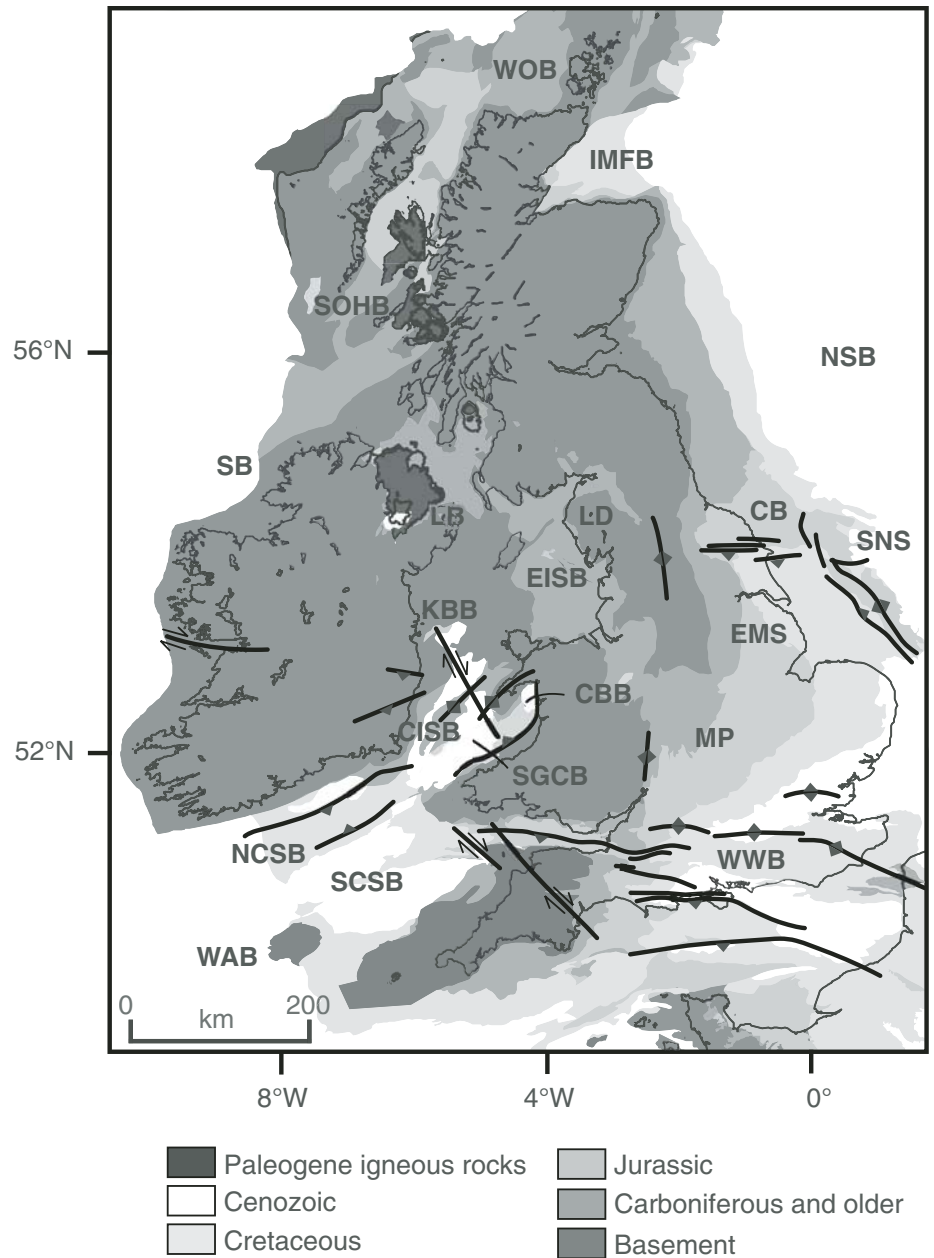 WOB
IMFB
SOHB
56°N
NSB
SB
LB
LD
CB
SNS
EISB
KBB
EMS
CBB
CISB
52°N
MP
SGCB
NCSB
WWB
SCSB
WAB
0 200
km
8°W 4°W 0°
Paleogene igneous rocks Jurassic
Cenozoic Carboniferous and older
Cretaceous Basement